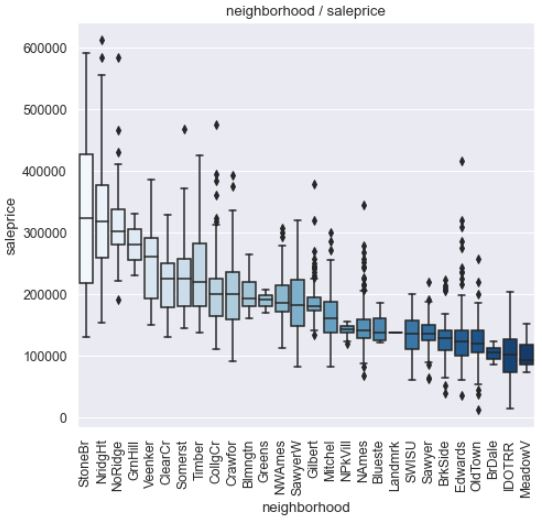 neighborhood / saleprice
600000
500000
400000
300000
200000
100000
0
saleprice
StoneBr
NridgHt
NoRidge
GrnHill
Veenker
ClearCr
Somerst
Timber
CollgCr
Crawfor
Blmngtn
Greens
NWAmes
SawyerW
Gilbert
Mitchel
NPkVill
NAmes
Blueste
Landmrk
SWISU
Sawyer
BrkSide
Edwards
OldTown
BrDale
IDOTRR
MeadowV
neighborhood